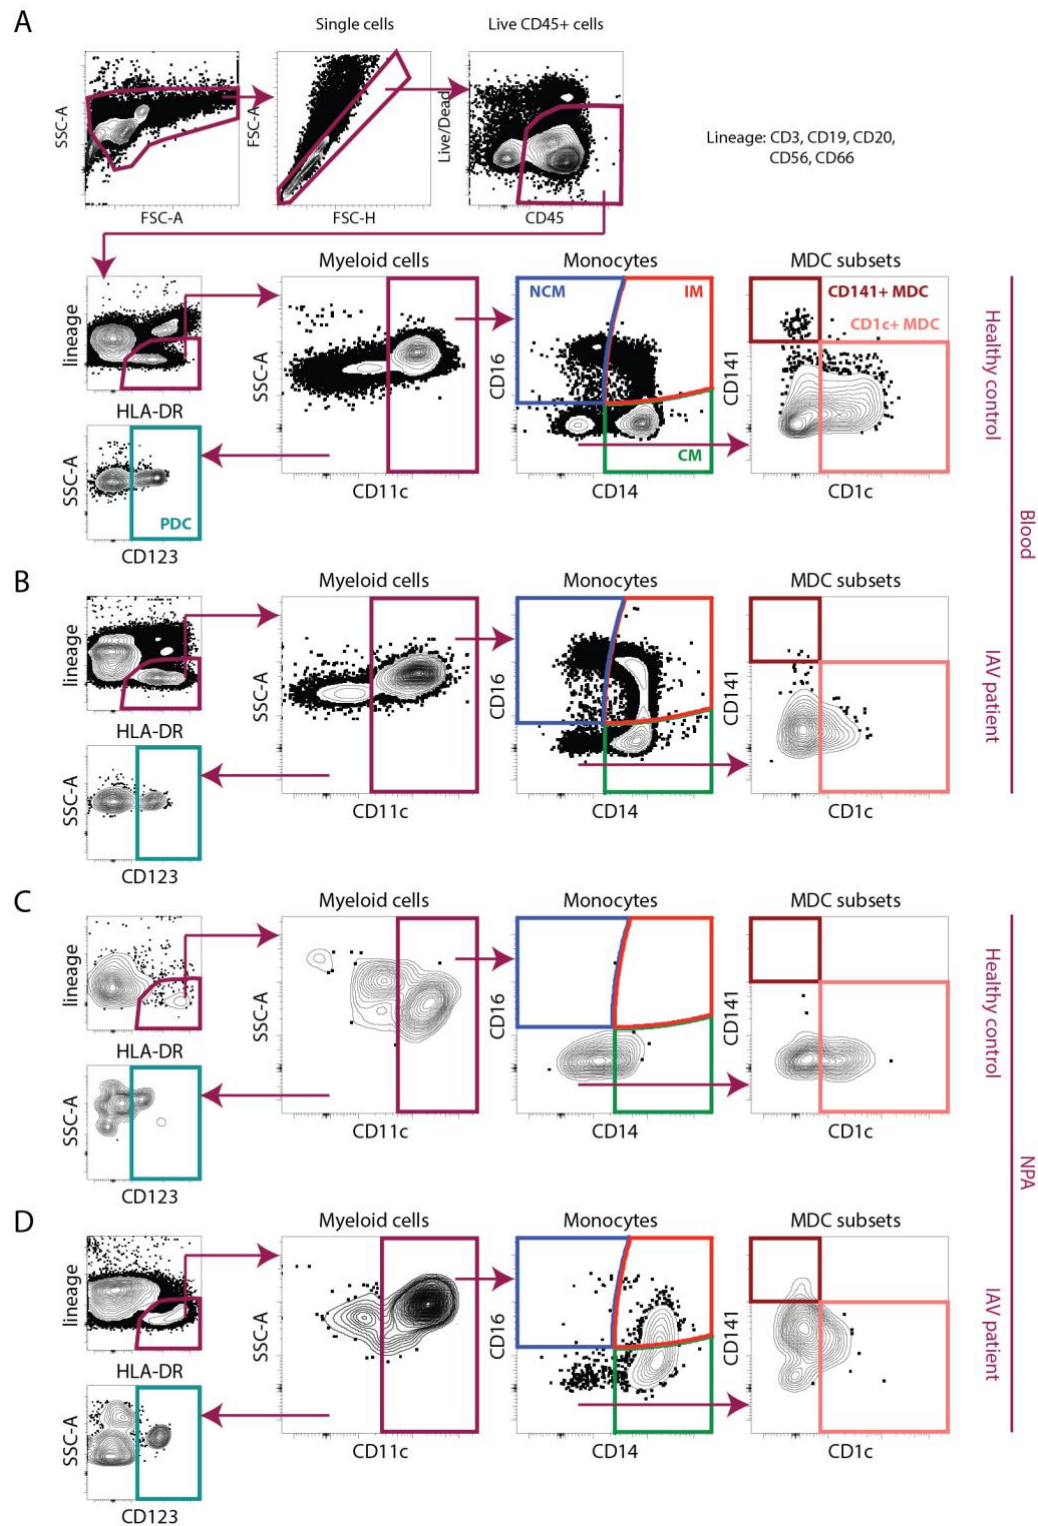 A
Single cells
Live CD45+ cells
SSC-A
FSC-A
Live/Dead
Lineage: CD3, CD19, CD20,
CD56, CD66
FSC-A
FSC-H
CD45
Myeloid cells
Monocytes
MDC subsets
lineage
SSC-A
CD16
NCM
IM
CM
CD141
CD141+ MDC
CD1c+ MDC
Healthy control
HLA-DR
SSC-A
PDC
CD11c
CD14
CD1c
CD123
Blood
B
Myeloid cells
Monocytes
MDC subsets
lineage
SSC-A
CD16
CD141
IAV patient
HLA-DR
SSC-A
CD11c
CD14
CD1c
CD123
C
Myeloid cells
Monocytes
MDC subsets
lineage
SSC-A
CD16
CD141
Healthy control
HLA-DR
SSC-A
CD11c
CD14
CD1c
CD123
NPA
D
Myeloid cells
Monocytes
MDC subsets
lineage
SSC-A
CD16
CD141
IAV patient
HLA-DR
SSC-A
CD11c
CD14
CD1c
CD123